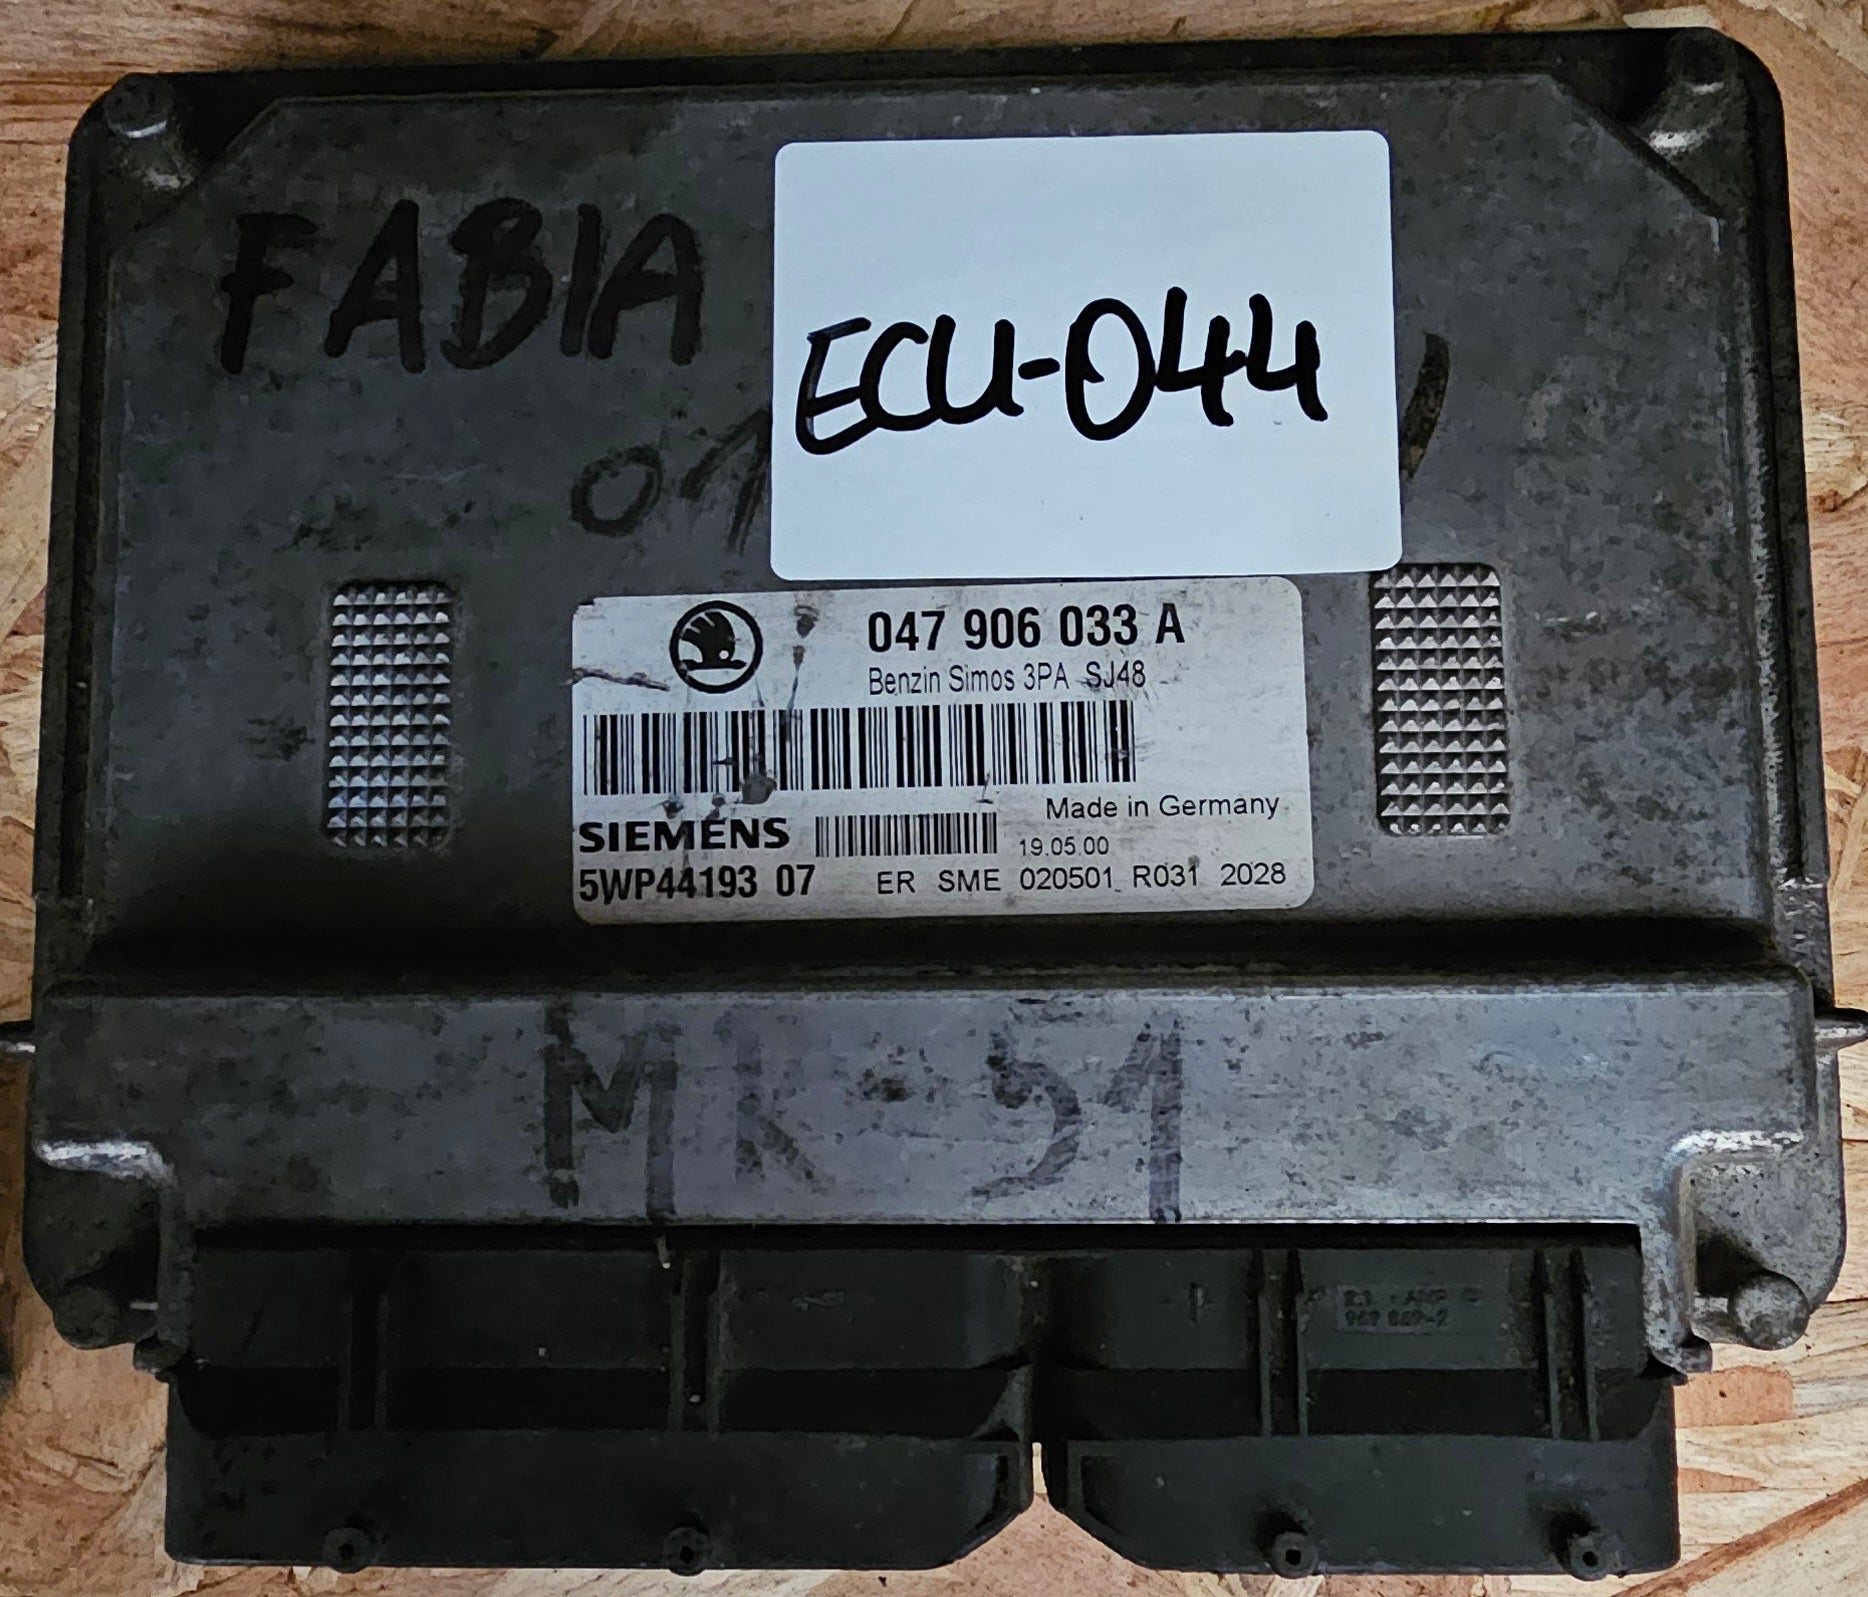 FABIA
ECU-044
01
047 906 033 A
Benzin Simos 3PA SJ48
Made in Germany
SIEMENS
19.05.00
5WP44193 07 ER SME 020501 R031 2028
MK-51